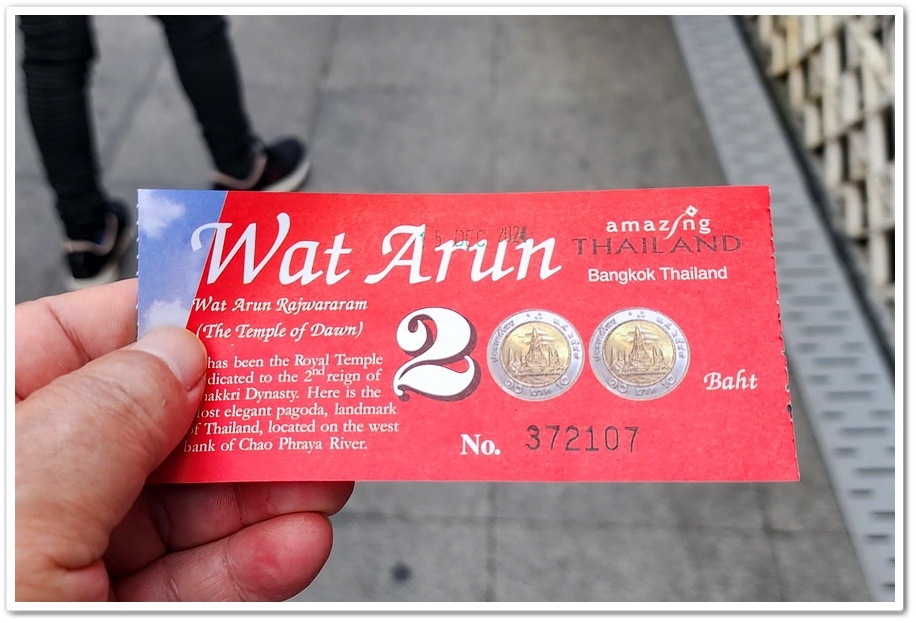 Wat Arun
DEC
amazing
THAILAND
Bangkok Thailand
Wat Arun Rajwararam
(The Temple of Dawn)
has been the Royal Temple
dicated to the 2nd reign of
hakkri Dynasty. Here is the
ost elegant pagoda, landmark
f Thailand, located on the west
bank of Chao Phraya River.
2
Baht
No. 372107